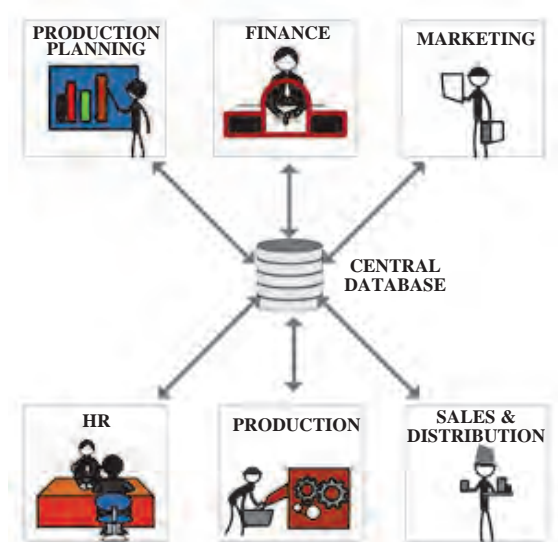 PRODUCTION
PLANNING
FINANCE
MARKETING
CENTRAL
DATABASE
HR
PRODUCTION
SALES &
DISTRIBUTION